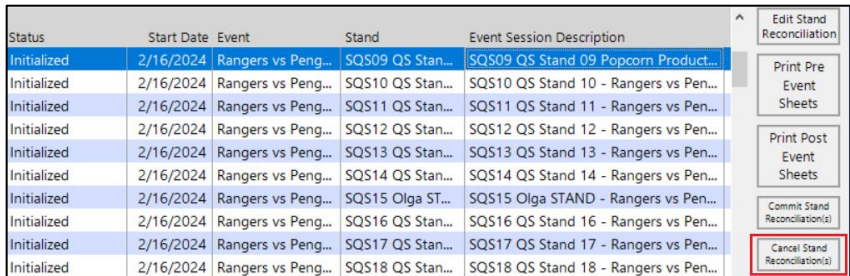 Status Start Date Event Stand Event Session Description
Initialized 2/16/2024 Rangers vs Peng... SQS09 QS Stan... SQS09 QS Stand 09 Popcorn Product...
Initialized 2/16/2024 Rangers vs Peng... SQS10 QS Stan... SQS10 QS Stand 10 - Rangers vs Pen...
Initialized 2/16/2024 Rangers vs Peng... SQS11 QS Stan... SQS11 QS Stand 11 - Rangers vs Pen...
Initialized 2/16/2024 Rangers vs Peng... SQS12 QS Stan... SQS12 QS Stand 12 - Rangers vs Pen...
Initialized 2/16/2024 Rangers vs Peng... SQS13 QS Stan... SQS13 QS Stand 13 - Rangers vs Pen...
Initialized 2/16/2024 Rangers vs Peng... SQS14 QS Stan... SQS14 QS Stand 14 - Rangers vs Pen...
Initialized 2/16/2024 Rangers vs Peng... SQS15 Olga ST... SQS15 Olga STAND - Rangers vs Pen...
Initialized 2/16/2024 Rangers vs Peng... SQS16 QS Stan... SQS16 QS Stand 16 - Rangers vs Pen...
Initialized 2/16/2024 Rangers vs Peng... SQS17 QS Stan... SQS17 QS Stand 17 - Rangers vs Pen...
Initialized 2/16/2024 Rangers vs Peng... SQS18 QS Stan... SQS18 QS Stand 18 - Rangers vs Pen...
Edit Stand
Reconciliation
Print Pre
Event
Sheets
Print Post
Event
Sheets
Commit Stand
Reconciliation(s)
Cancel Stand
Reconciliation(s)